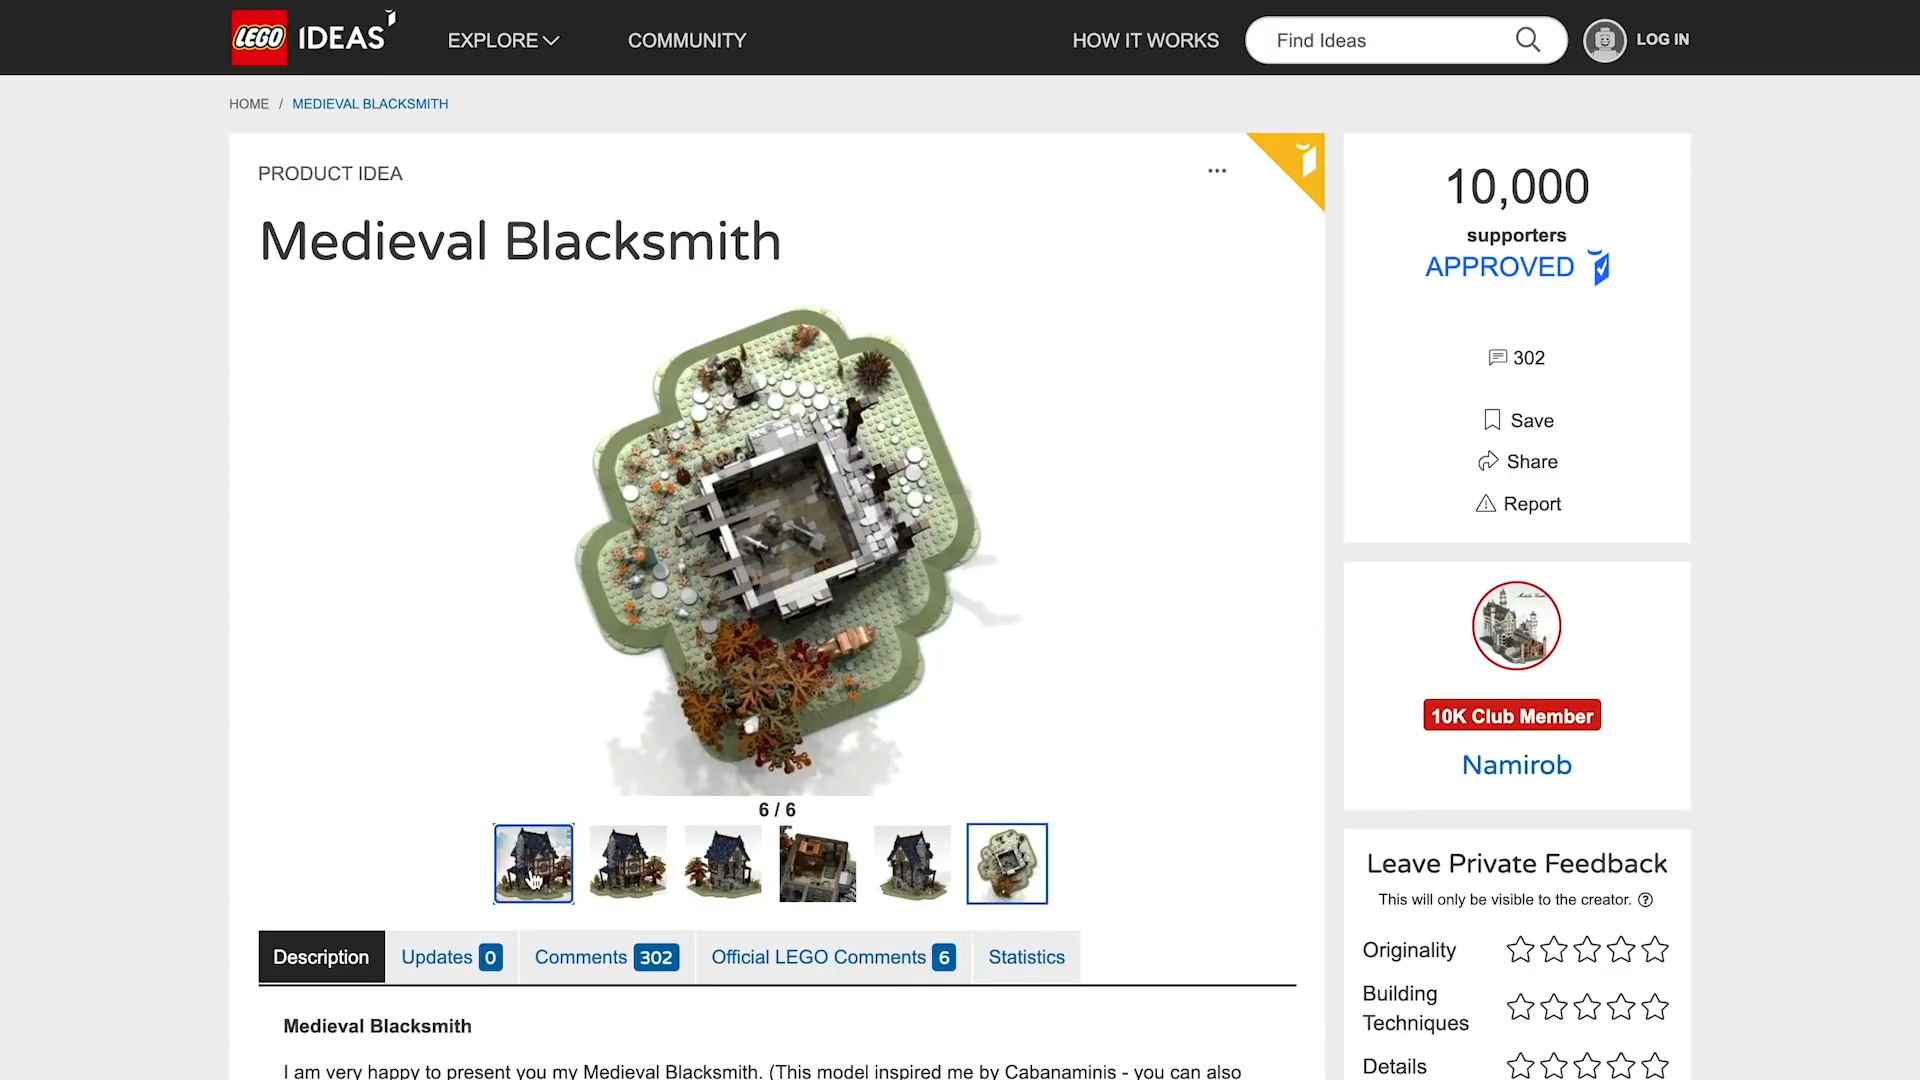 LEGO IDEAS
EXPLORE
COMMUNITY
HOW IT WORKS
Find Ideas
LOG IN
HOME / MEDIEVAL BLACKSMITH
PRODUCT IDEA
Medieval Blacksmith
6 / 6
Description
Updates 0
Comments 302
Official LEGO Comments 6
Statistics
Medieval Blacksmith
I am very happy to present you my Medieval Blacksmith. (This model inspired me by Cabanaminis - you can also
10,000
supporters
APPROVED
302
Save
Share
Report
10K Club Member
Namirob
Leave Private Feedback
This will only be visible to the creator.
Originality
Building
Techniques
Details